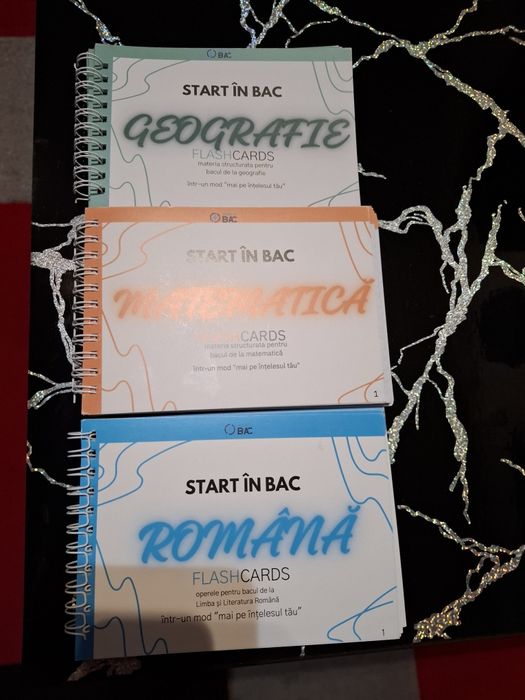 BAC
START ÎN BAC
GEOGRAFIE
FLASHCARDS
materia structurata pentru
bacul de la geografie
într-un mod "mai pe înțelesul tău"
BAC
START ÎN BAC
MATEMATICĂ
FLASHCARDS
materia structurata pentru
bacul de la matematică
într-un mod "mai pe înțelesul tău"
1
BAC
START ÎN BAC
ROMÂNĂ
FLASHCARDS
operele pentru bacul de la
Limba și Literatura Română
într-un mod "mai pe înțelesul tău"
1